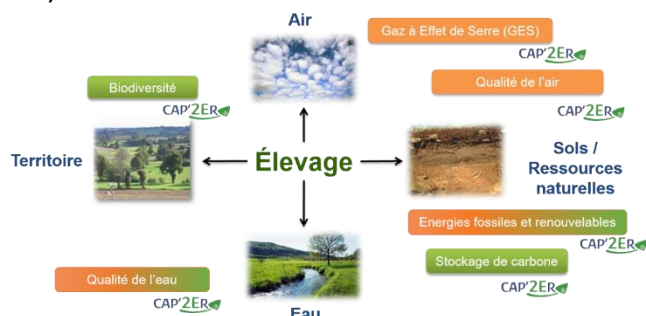 Air
Gaz à Effet de Serre (GES)
CAP'2ER
Qualité de l'air
CAP'2ER
Biodiversité
CAP'2ER
Territoire
Élevage
Sols /
Ressources
naturelles
Energies fossiles et renouvelables
CAP'2ER
Stockage de carbone
CAP'2ER
Qualité de l'eau
CAP'2ER
Eau